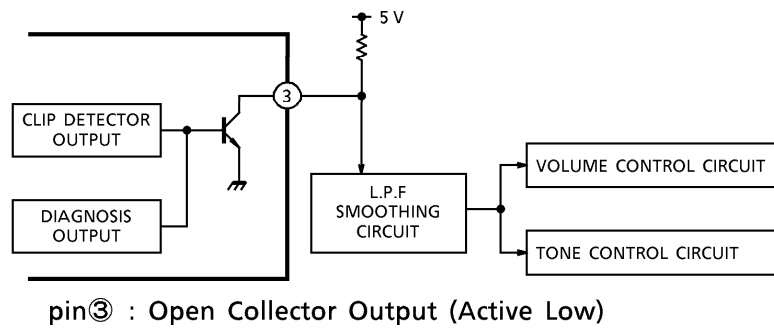 5 V
3
CLIP DETECTOR
OUTPUT
DIAGNOSIS
OUTPUT
L.P.F
SMOOTHING
CIRCUIT
VOLUME CONTROL CIRCUIT
TONE CONTROL CIRCUIT
pin③ : Open Collector Output (Active Low)